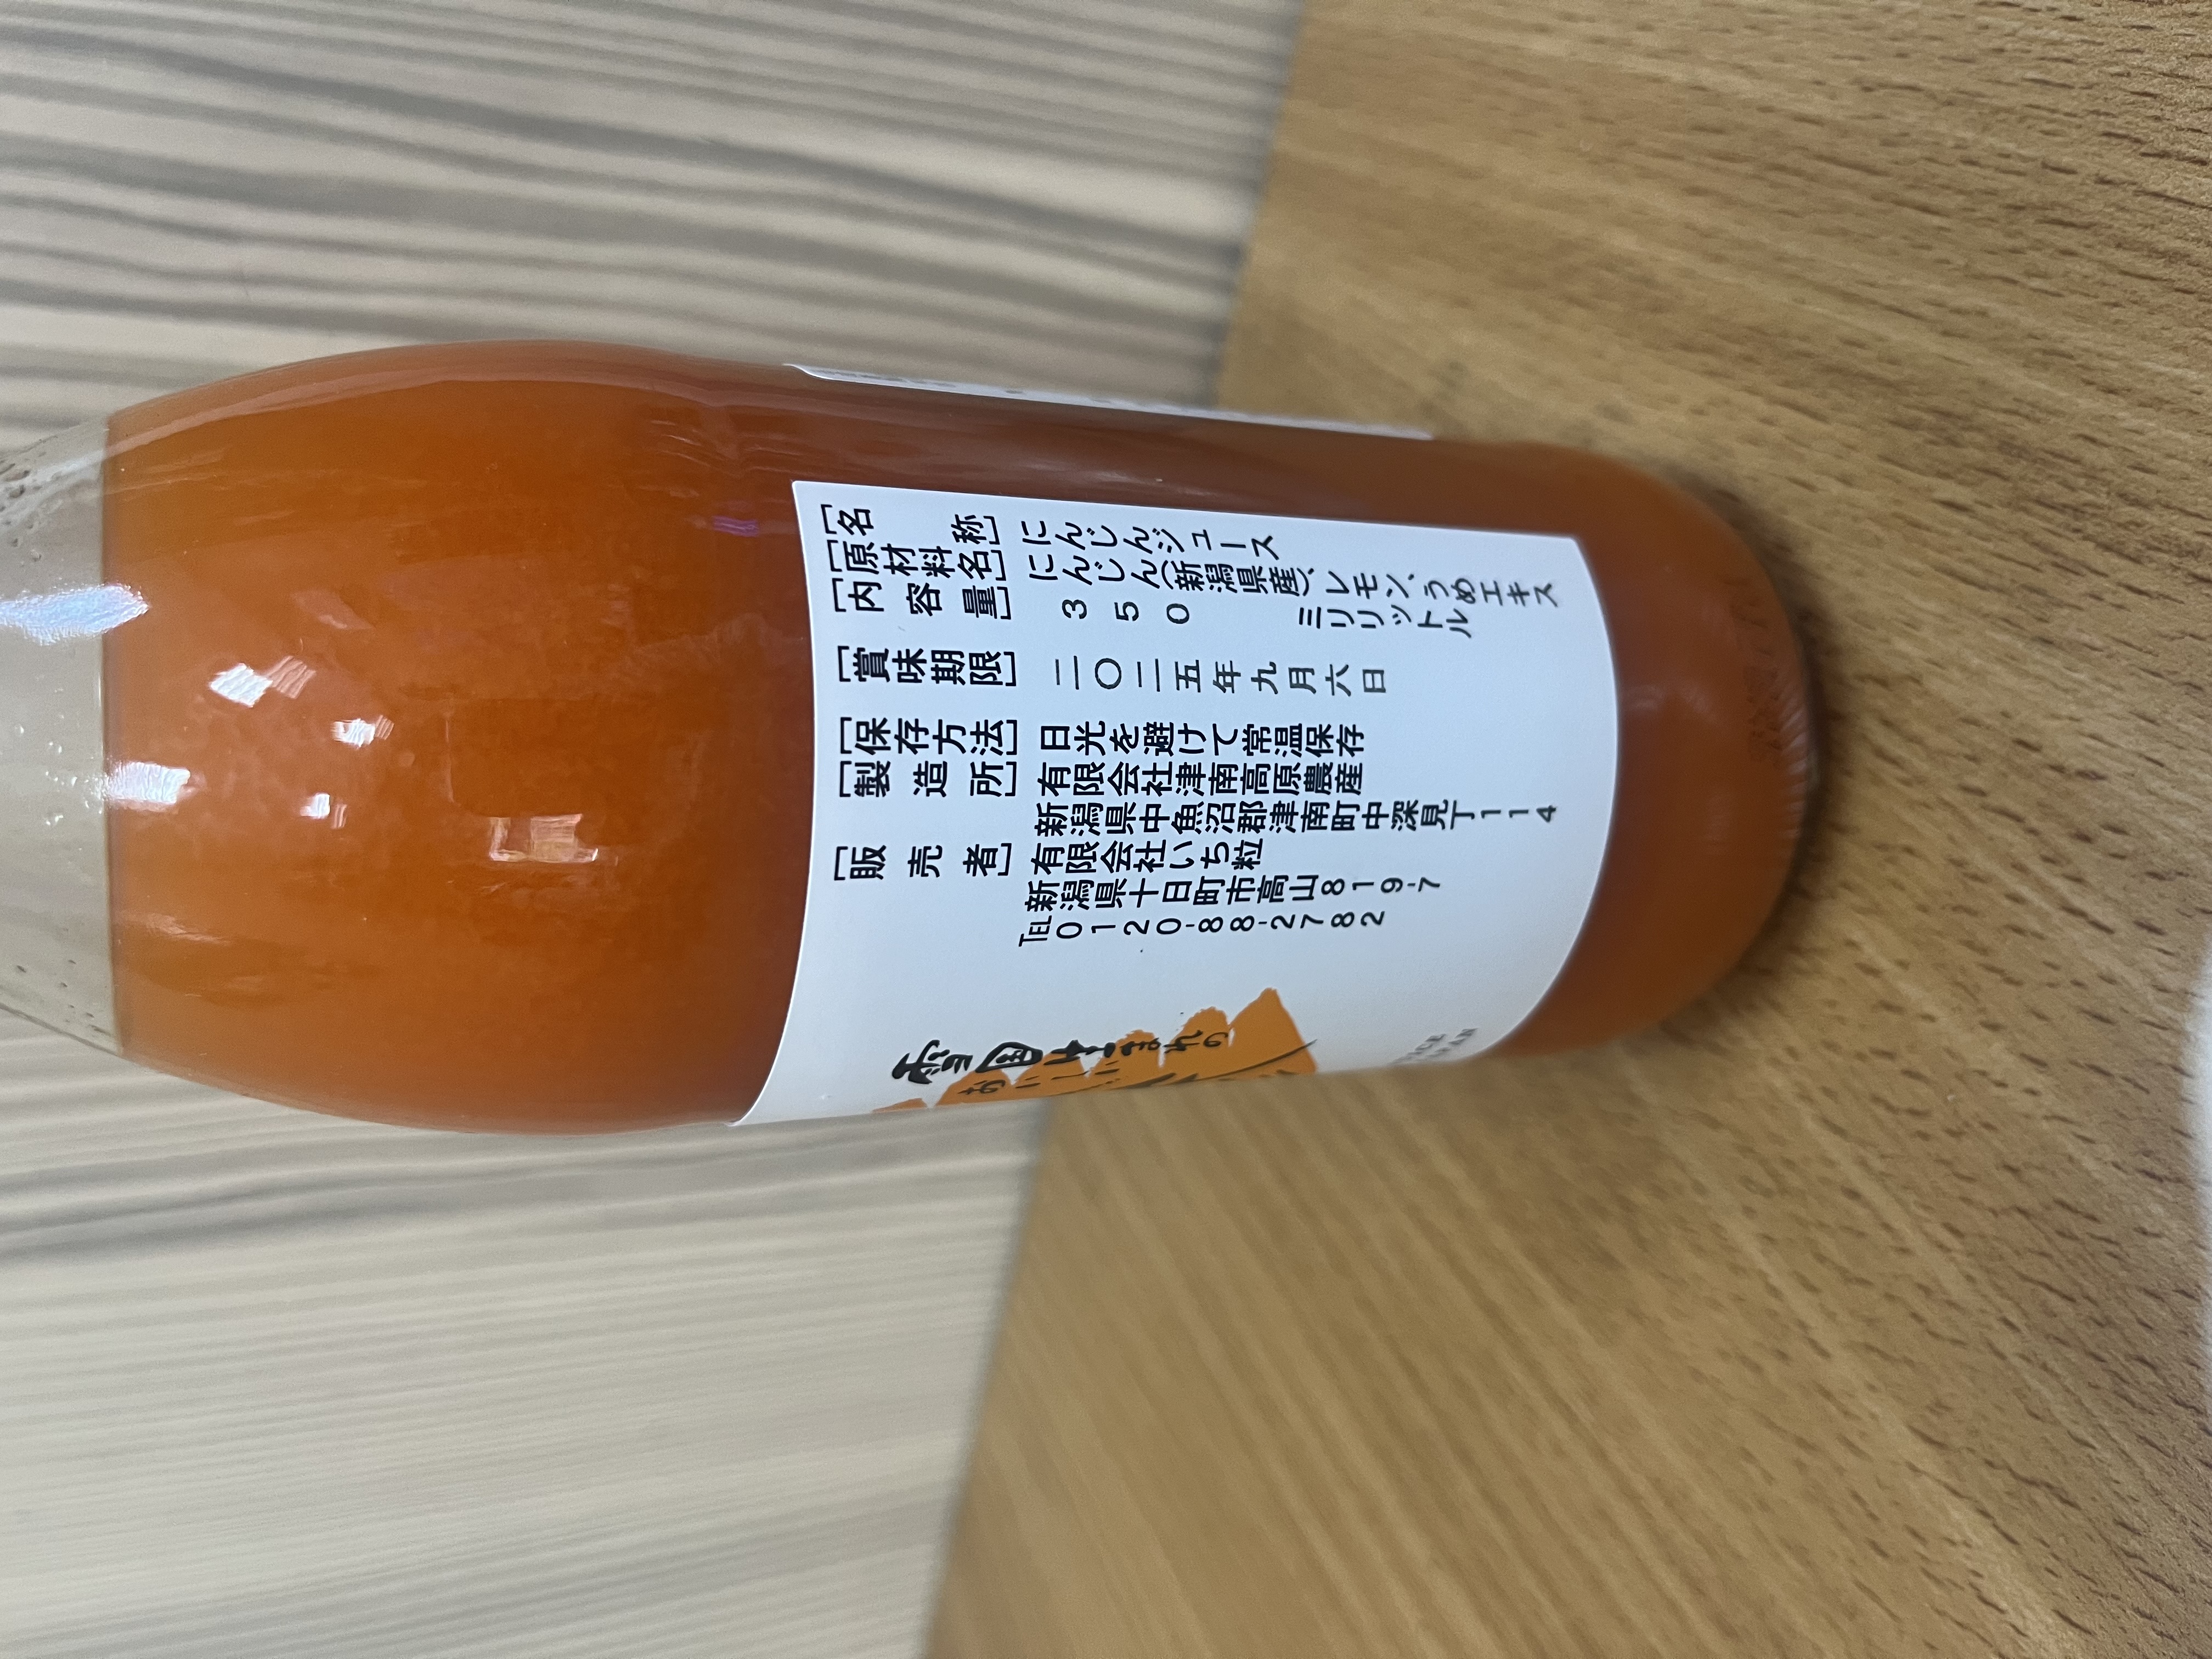 [名称] にんじんジュース
[原材料名] にんじん(新潟県産)、レモン、うめエキス
[内容量] 350ミリリットル
[賞味期限] 二〇二五年九月六日
[保存方法] 日光を避けて常温保存
[製造所] 有限会社津南高原農産
新潟県中魚沼郡津南町中深見丁114
[販売者] 有限会社いち粒
新潟県十日町市高山819-7
TEL0120-88-2782
雪国生まれの
おいしい